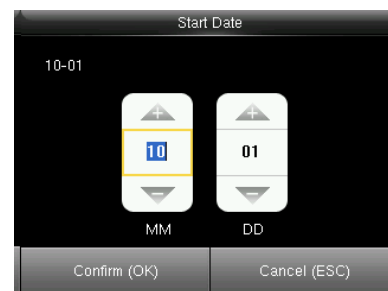 Start Date
10-01
10 01
MM DD
Confirm (OK) Cancel (ESC)